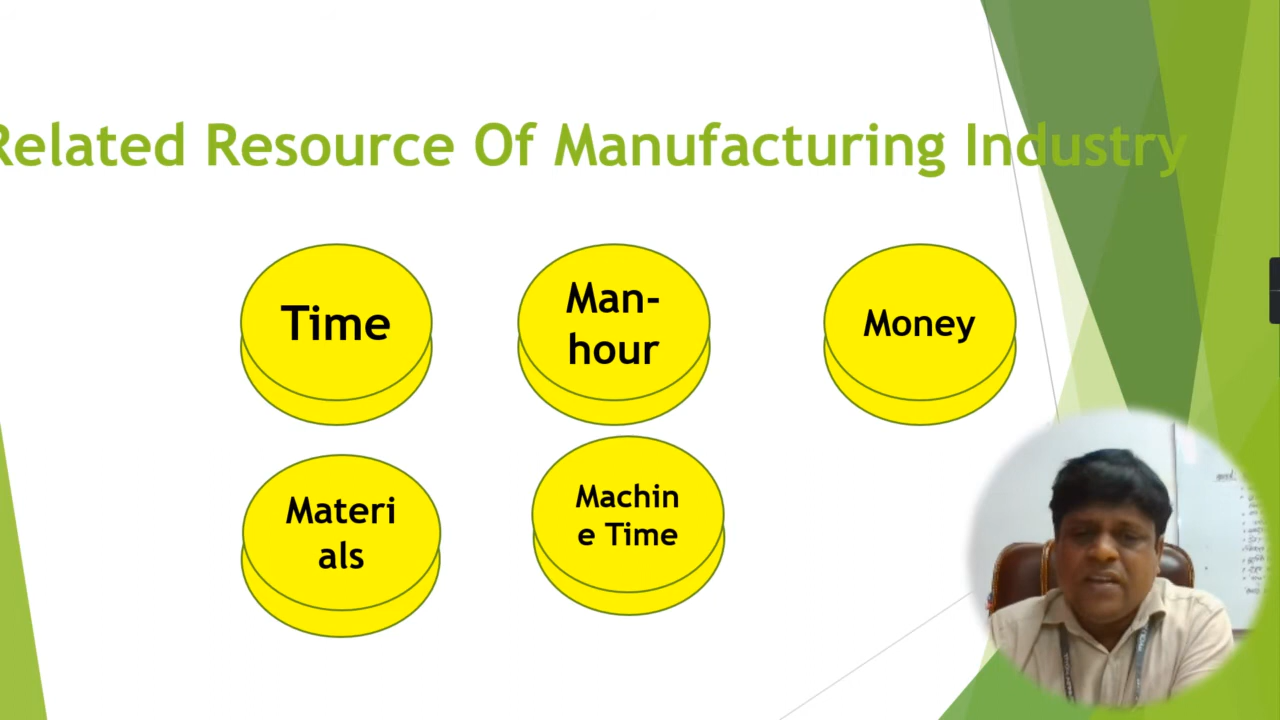 Related Resource Of Manufacturing Industry
Time
Man-
hour
Money
Materi
als
Machin
e Time